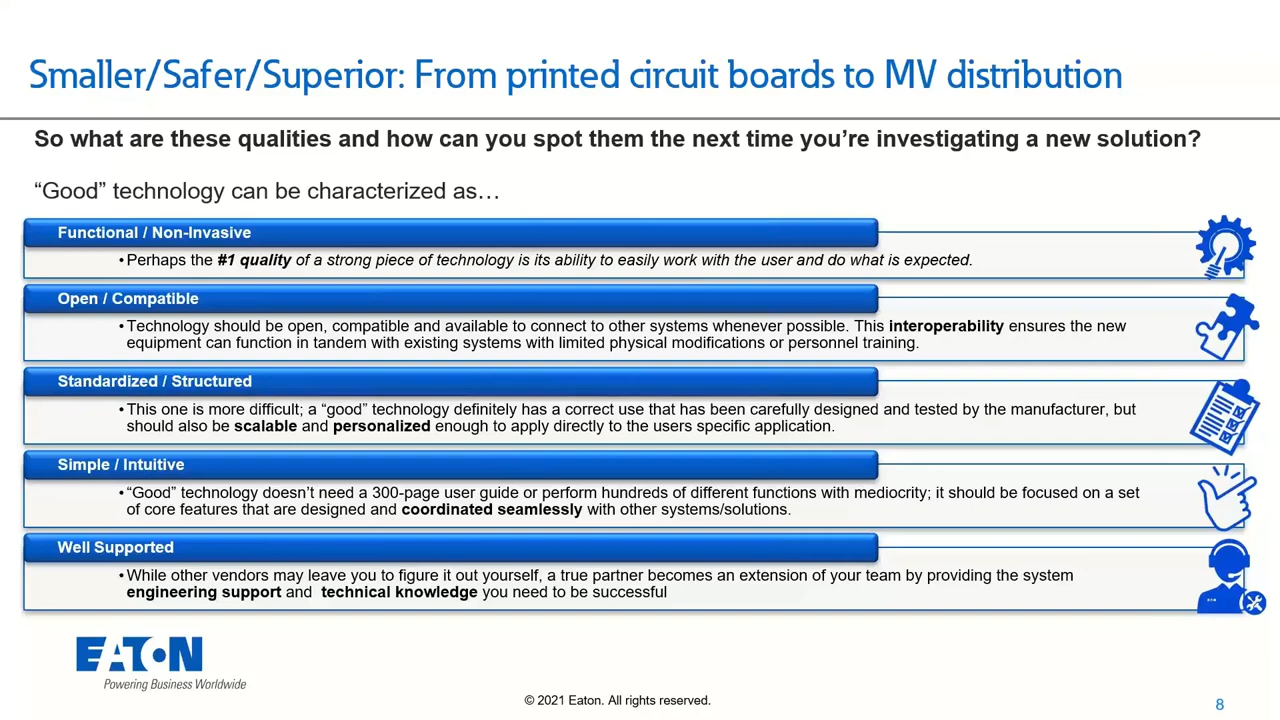 Smaller/Safer/Superior: From printed circuit boards to MV distribution
So what are these qualities and how can you spot them the next time you’re investigating a new solution?
“Good” technology can be characterized as…
Functional / Non-Invasive
•Perhaps the #1 quality of a strong piece of technology is its ability to easily work with the user and do what is expected.
Open / Compatible
•Technology should be open, compatible and available to connect to other systems whenever possible. This interoperability ensures the new
equipment can function in tandem with existing systems with limited physical modifications or personnel training.
Standardized / Structured
•This one is more difficult; a “good” technology definitely has a correct use that has been carefully designed and tested by the manufacturer, but
should also be scalable and personalized enough to apply directly to the users specific application.
Simple / Intuitive
•“Good” technology doesn’t need a 300-page user guide or perform hundreds of different functions with mediocrity; it should be focused on a set
of core features that are designed and coordinated seamlessly with other systems/solutions.
Well Supported
•While other vendors may leave you to figure it out yourself, a true partner becomes an extension of your team by providing the system
engineering support and technical knowledge you need to be successful
EATON
Powering Business Worldwide
© 2021 Eaton. All rights reserved.
8